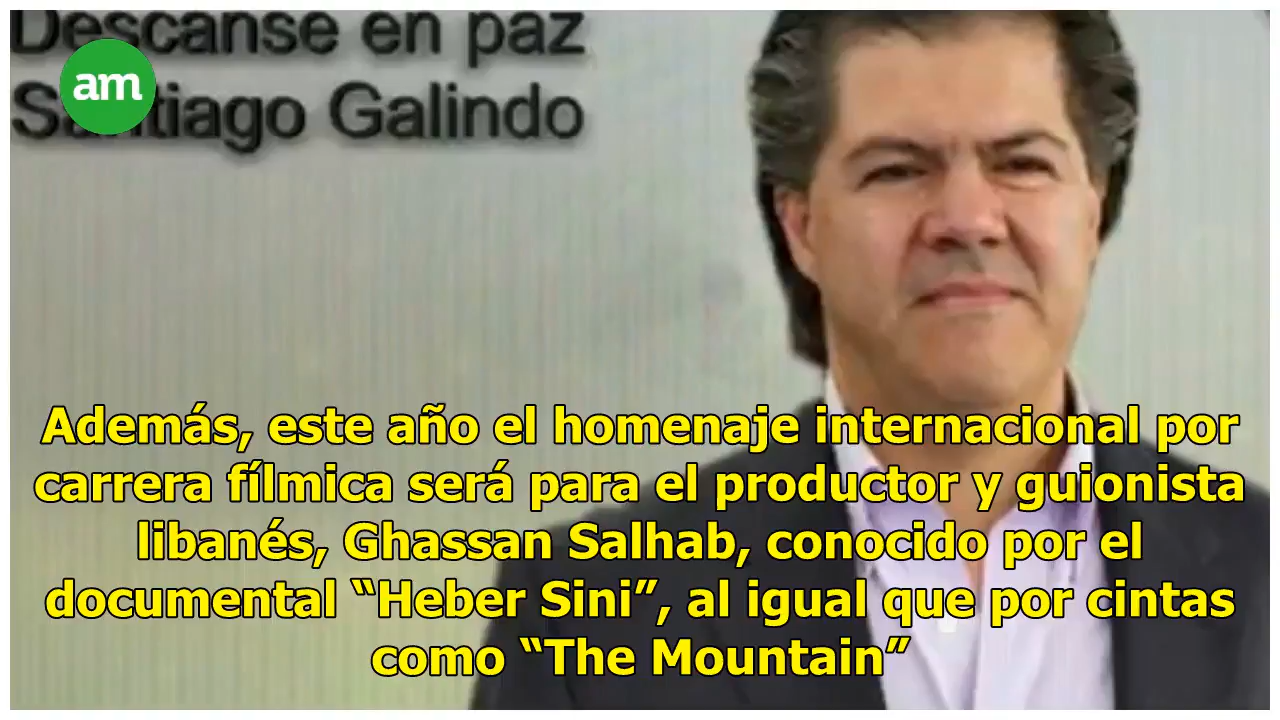 Descanse en paz
am
Santiago Galindo
Además, este año el homenaje internacional por
carrera fílmica será para el productor y guionista
libanés, Ghassan Salhab, conocido por el
documental “Heber Sini”, al igual que por cintas
como “The Mountain”